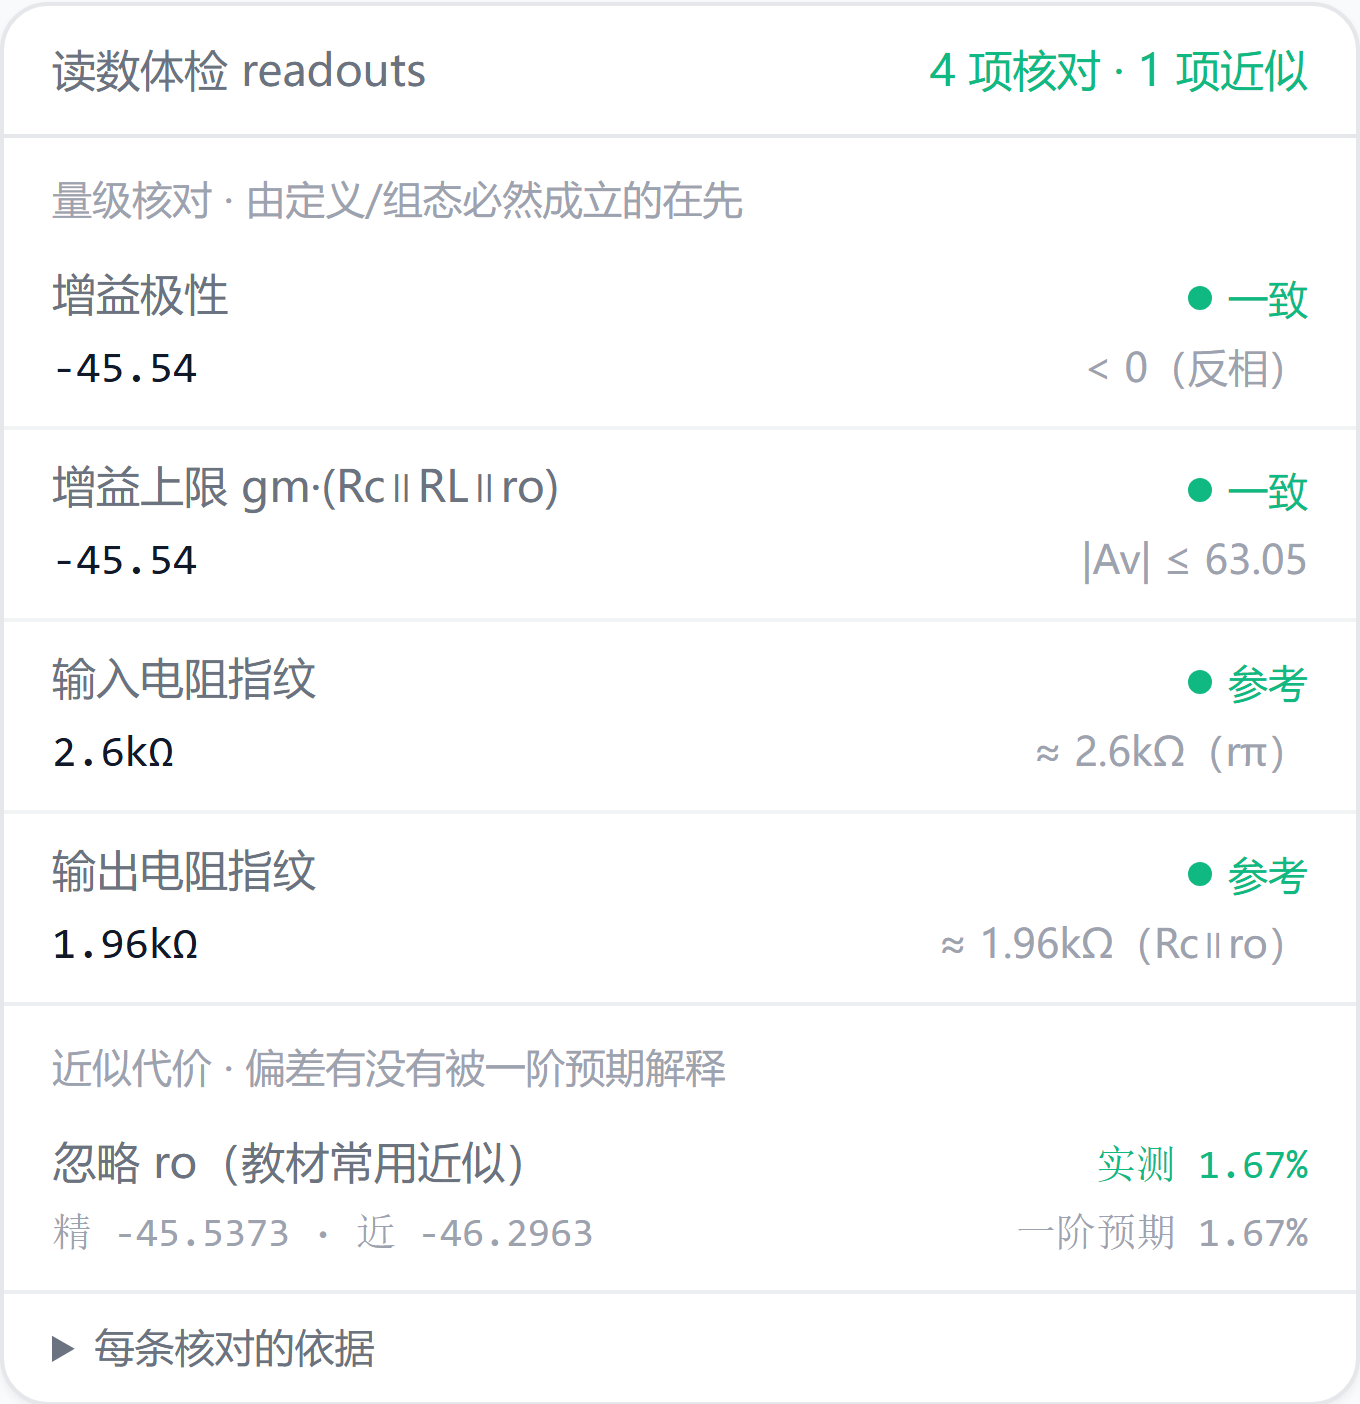 读数体检 readouts
4 项核对 · 1 项近似
量级核对 · 由定义/组态必然成立的在先
增益极性
一致
-45.54
< 0（反相）
增益上限 gm·(Rc∥RL∥ro)
一致
-45.54
|Av| ≤ 63.05
输入电阻指纹
参考
2.6kΩ
≈ 2.6kΩ（rπ）
输出电阻指纹
参考
1.96kΩ
≈ 1.96kΩ（Rc∥ro）
近似代价 · 偏差有没有被一阶预期解释
忽略 ro（教材常用近似）
实测 1.67%
精 -45.5373 · 近 -46.2963
一阶预期 1.67%
▶ 每条核对的依据